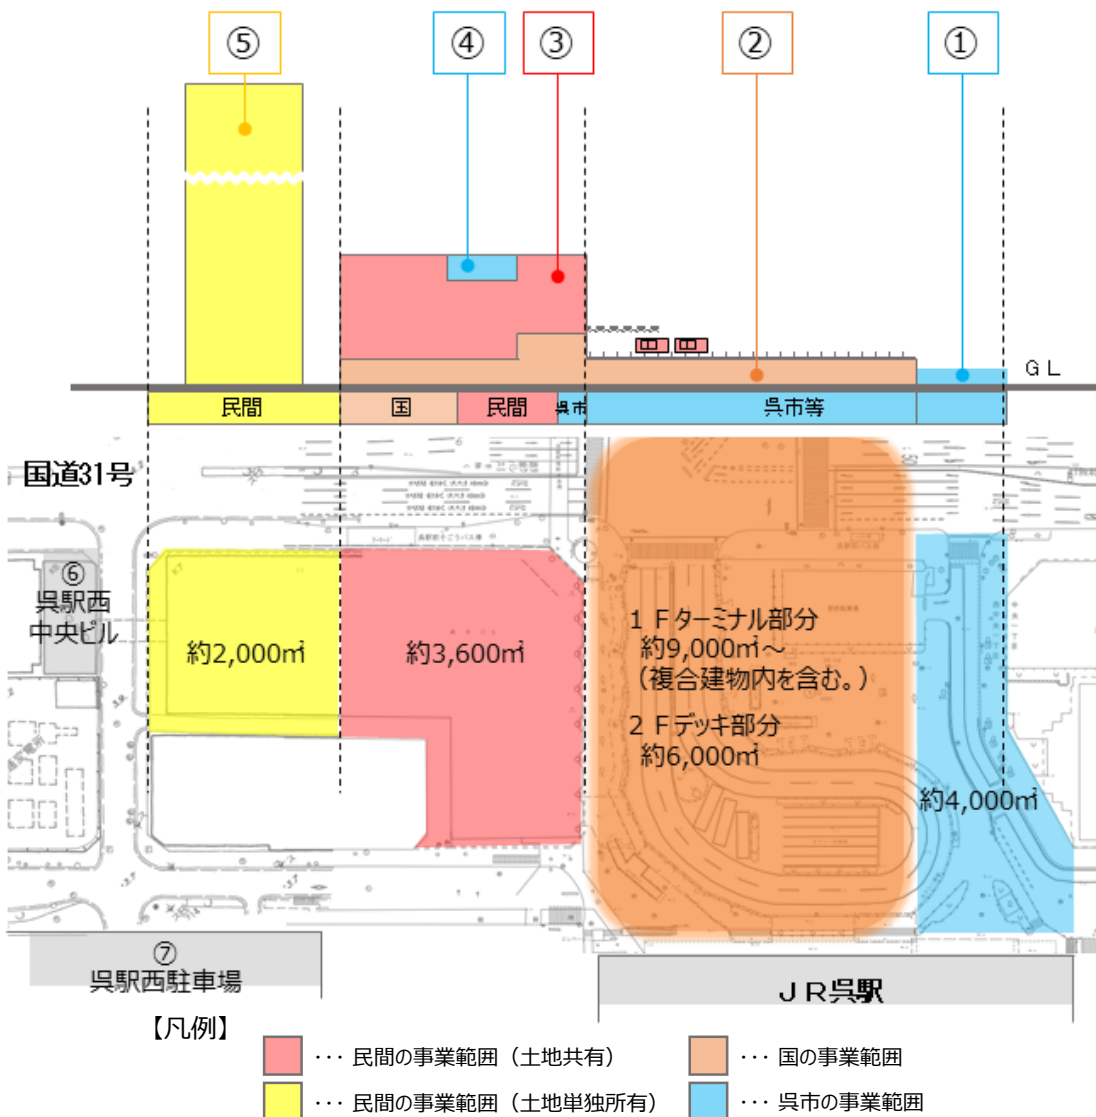 ⑤
④
③
②
①
GL
民間
国
民間
呉市
呉市等
国道31号
⑥
呉駅西
中央ビル
約2,000㎡
約3,600㎡
1Fターミナル部分
約9,000㎡~
(複合建物内を含む。)
2Fデッキ部分
約6,000㎡
約4,000㎡
⑦
呉駅西駐車場
JR呉駅
【凡例】
・・・ 民間の事業範囲(土地共有)
・・・ 国の事業範囲
・・・ 民間の事業範囲(土地単独所有)
・・・ 呉市の事業範囲